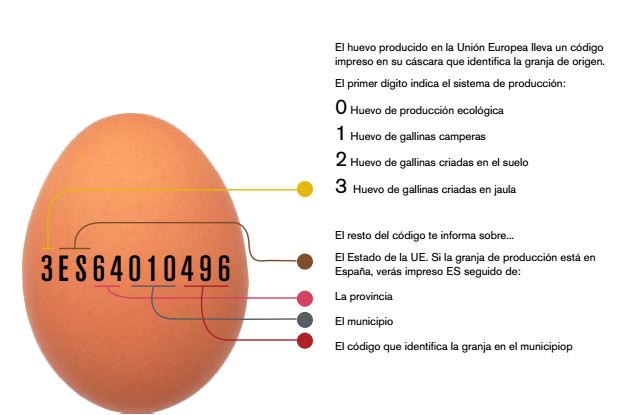 El huevo producido en la Unión Europea lleva un código
impreso en su cáscara que identifica la granja de origen.
El primer dígito indica el sistema de producción:
0 Huevo de producción ecológica
1 Huevo de gallinas camperas
2 Huevo de gallinas criadas en el suelo
3 Huevo de gallinas criadas en jaula
El resto del código te informa sobre...
El Estado de la UE. Si la granja de producción está en
España, verás impreso ES seguido de:
3ES64010496
La provincia
El municipio
El código que identifica la granja en el municipiop